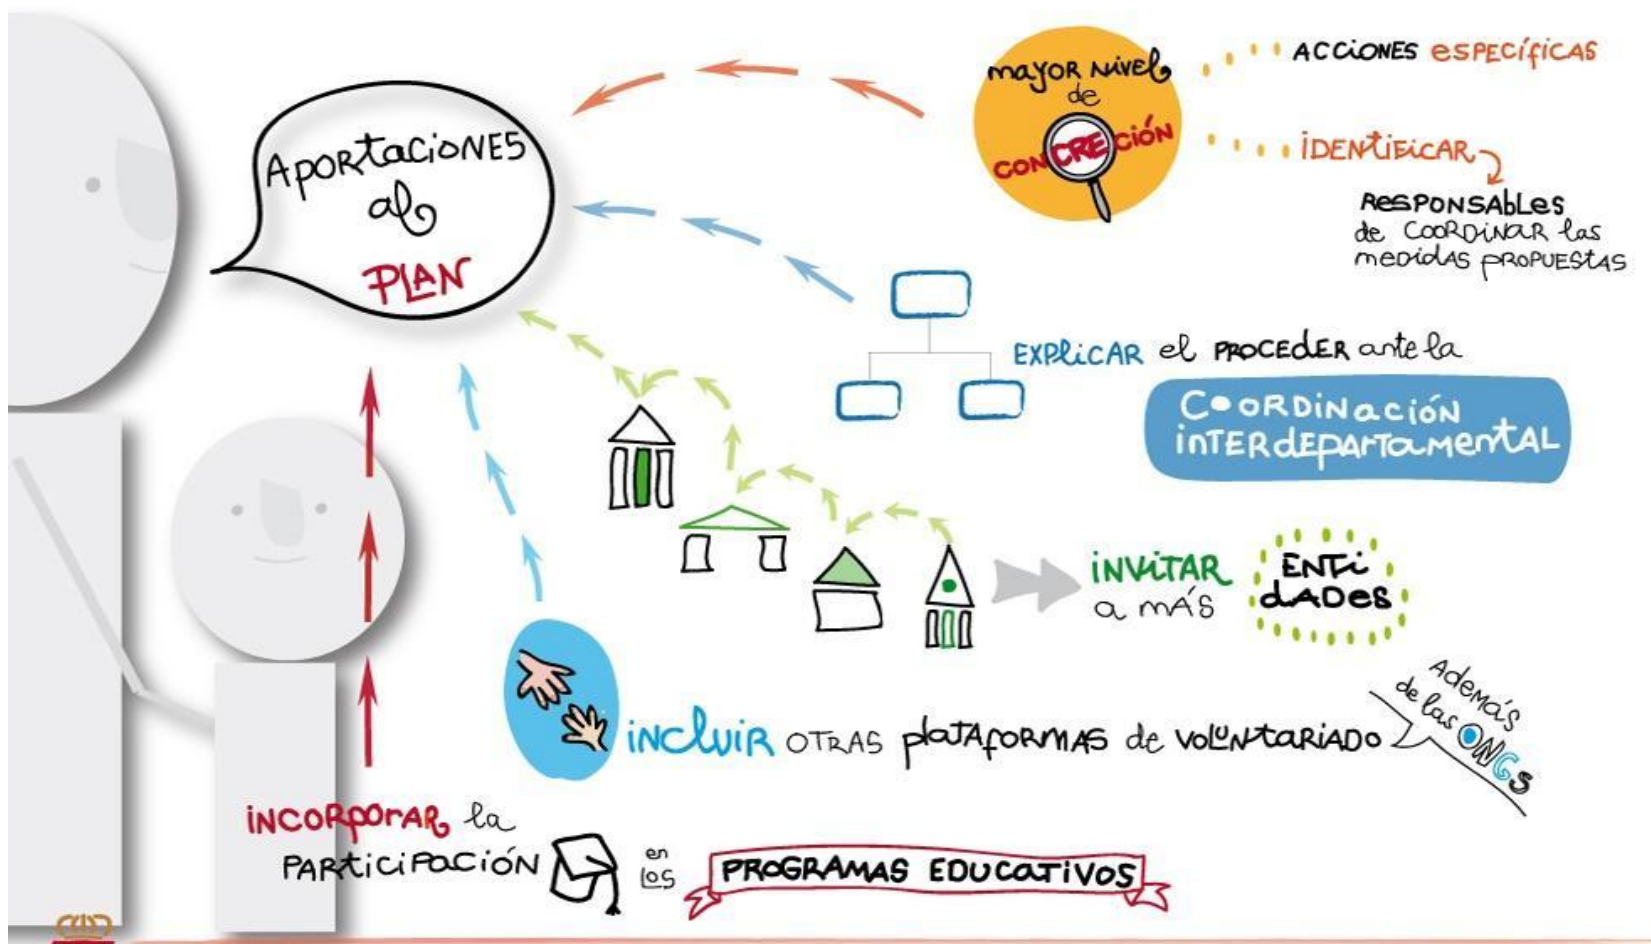 APORTACIONES
al
PLAN
MAYOR NIVEL
de
CONCRECIÓN
ACCIONES ESPECÍFICAS
IDENTIFICAR
RESPONSABLES
de COORDINAR las
MEDIDAS PROPUESTAS
EXPLICAR el PROCEDER ante la
COORDINACIÓN
INTERDEPARTAMENTAL
INVITAR
a MÁS
ENTI
DADES
INCLUIR OTRAS PLATAFORMAS de VOLUNTARIADO
ADEMÁS
de las ONGs
INCORPORAR la
PARTICIPACIÓN
en
los
PROGRAMAS EDUCATIVOS